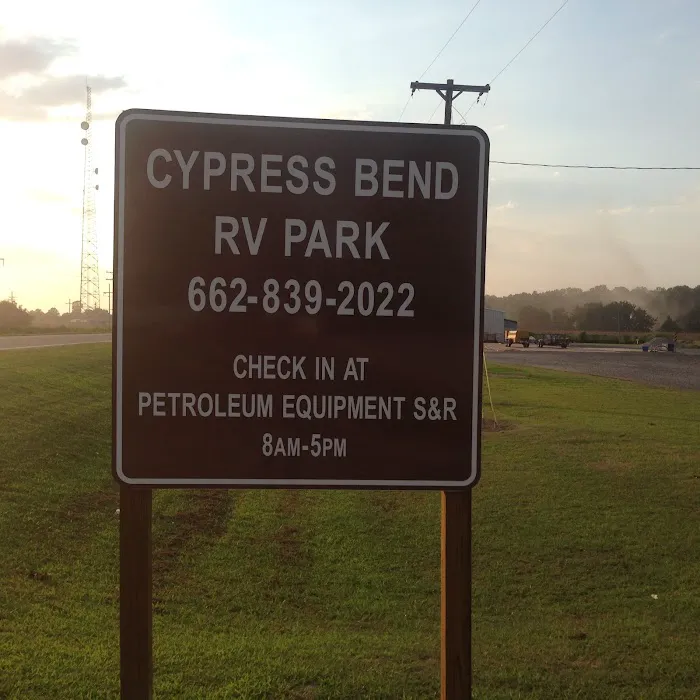 CYPRESS BEND
RV PARK
662-839-2022
CHECK IN AT
PETROLEUM EQUIPMENT S&R
8AM-5PM